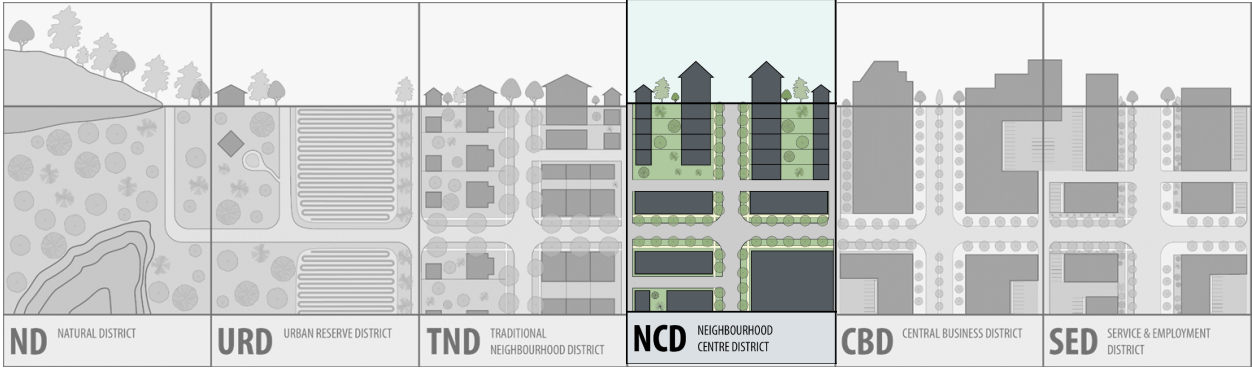 ND NATURAL DISTRICT
URD URBAN RESERVE DISTRICT
TND TRADITIONAL
NEIGHBOURHOOD DISTRICT
NCD NEIGHBOURHOOD
CENTRE DISTRICT
CBD CENTRAL BUSINESS DISTRICT
SED SERVICE & EMPLOYMENT
DISTRICT